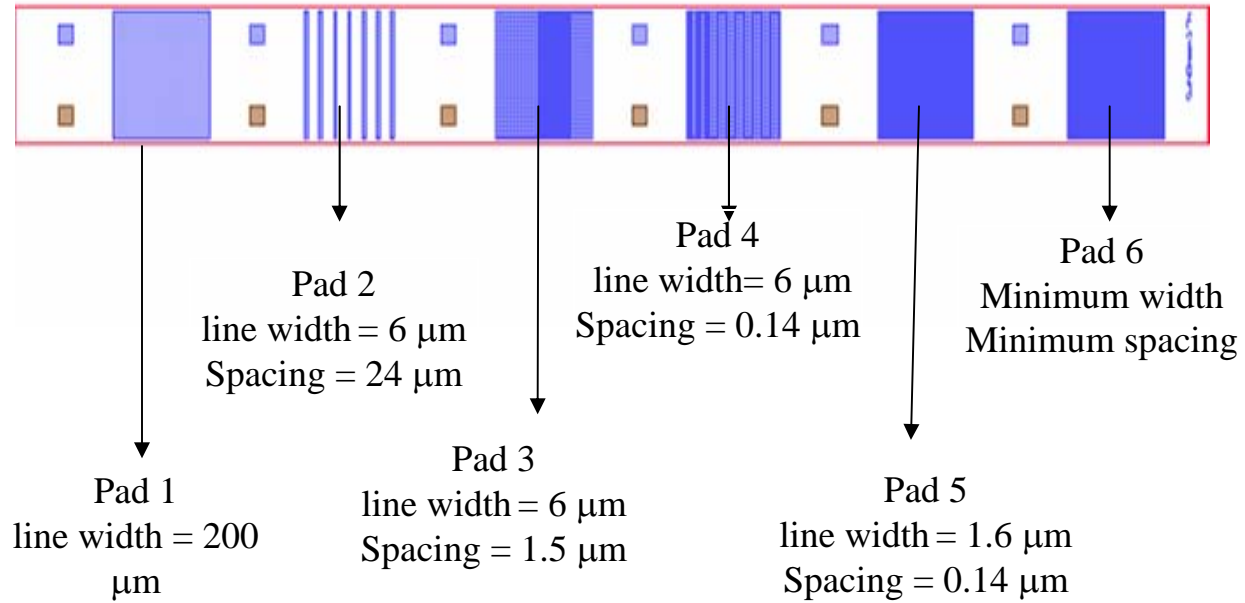 Pad 1
line width = 200
μm
Pad 2
line width = 6 μm
Spacing = 24 μm
Pad 3
line width = 6 μm
Spacing = 1.5 μm
Pad 4
line width= 6 μm
Spacing = 0.14 μm
Pad 5
line width = 1.6 μm
Spacing = 0.14 μm
Pad 6
Minimum width
Minimum spacing